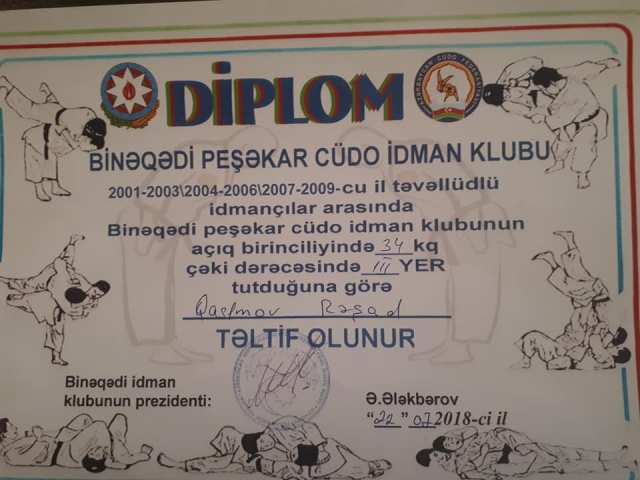 DİPLOM
BİNƏQƏDİ PEŞƏKAR CÜDO İDMAN KLUBU
2001-2003\2004-2006\2007-2009-cu il təvəllüdlü
idmançılar arasında
Binəqədi peşəkar cüdo idman klubunun
açıq birinciliyində 34 kq
çəki dərəcəsində III YER
tutduğuna görə
Qasımov Rəşad
TƏLTİF OLUNUR
Binəqədi idman
klubunun prezidenti:
Ə.Ələkbərov
"22" 07 2018-ci il